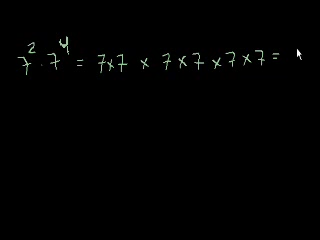 7² · 7⁴ = 7×7 × 7×7×7×7 =